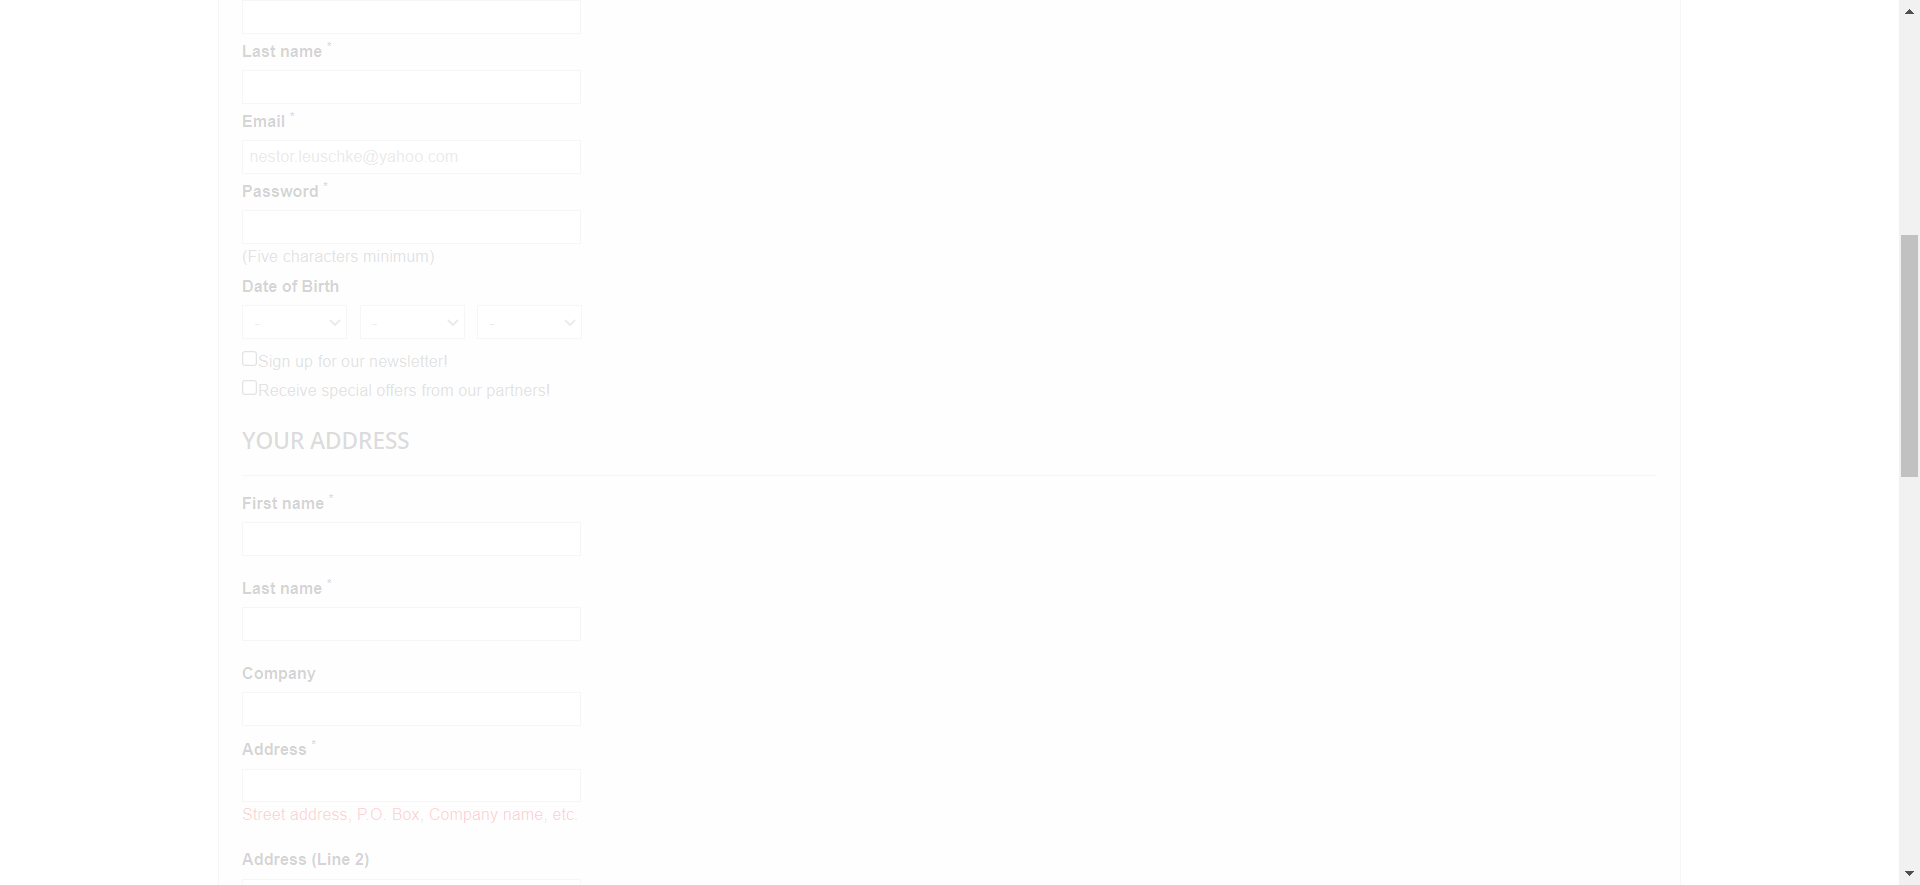 Last name *
Email *
nestor.leuschke@yahoo.com
Password *
(Five characters minimum)
Date of Birth
- - -
Sign up for our newsletter!
Receive special offers from our partners!
YOUR ADDRESS
First name *
Last name *
Company
Address *
Street address, P.O. Box, Company name, etc.
Address (Line 2)